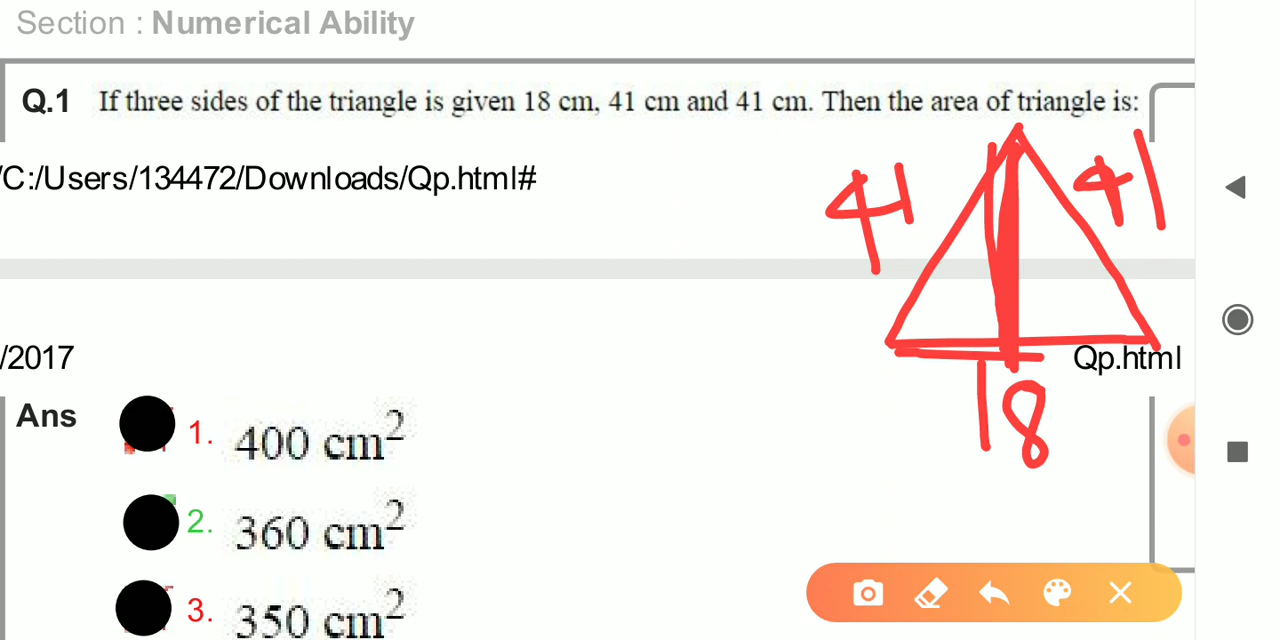 Section : Numerical Ability
Q.1 If three sides of the triangle is given 18 cm, 41 cm and 41 cm. Then the area of triangle is:
/C:/Users/134472/Downloads/Qp.html#
41 41
/2017 Qp.html
18
Ans 1. 400 cm²
2. 360 cm²
3. 350 cm²